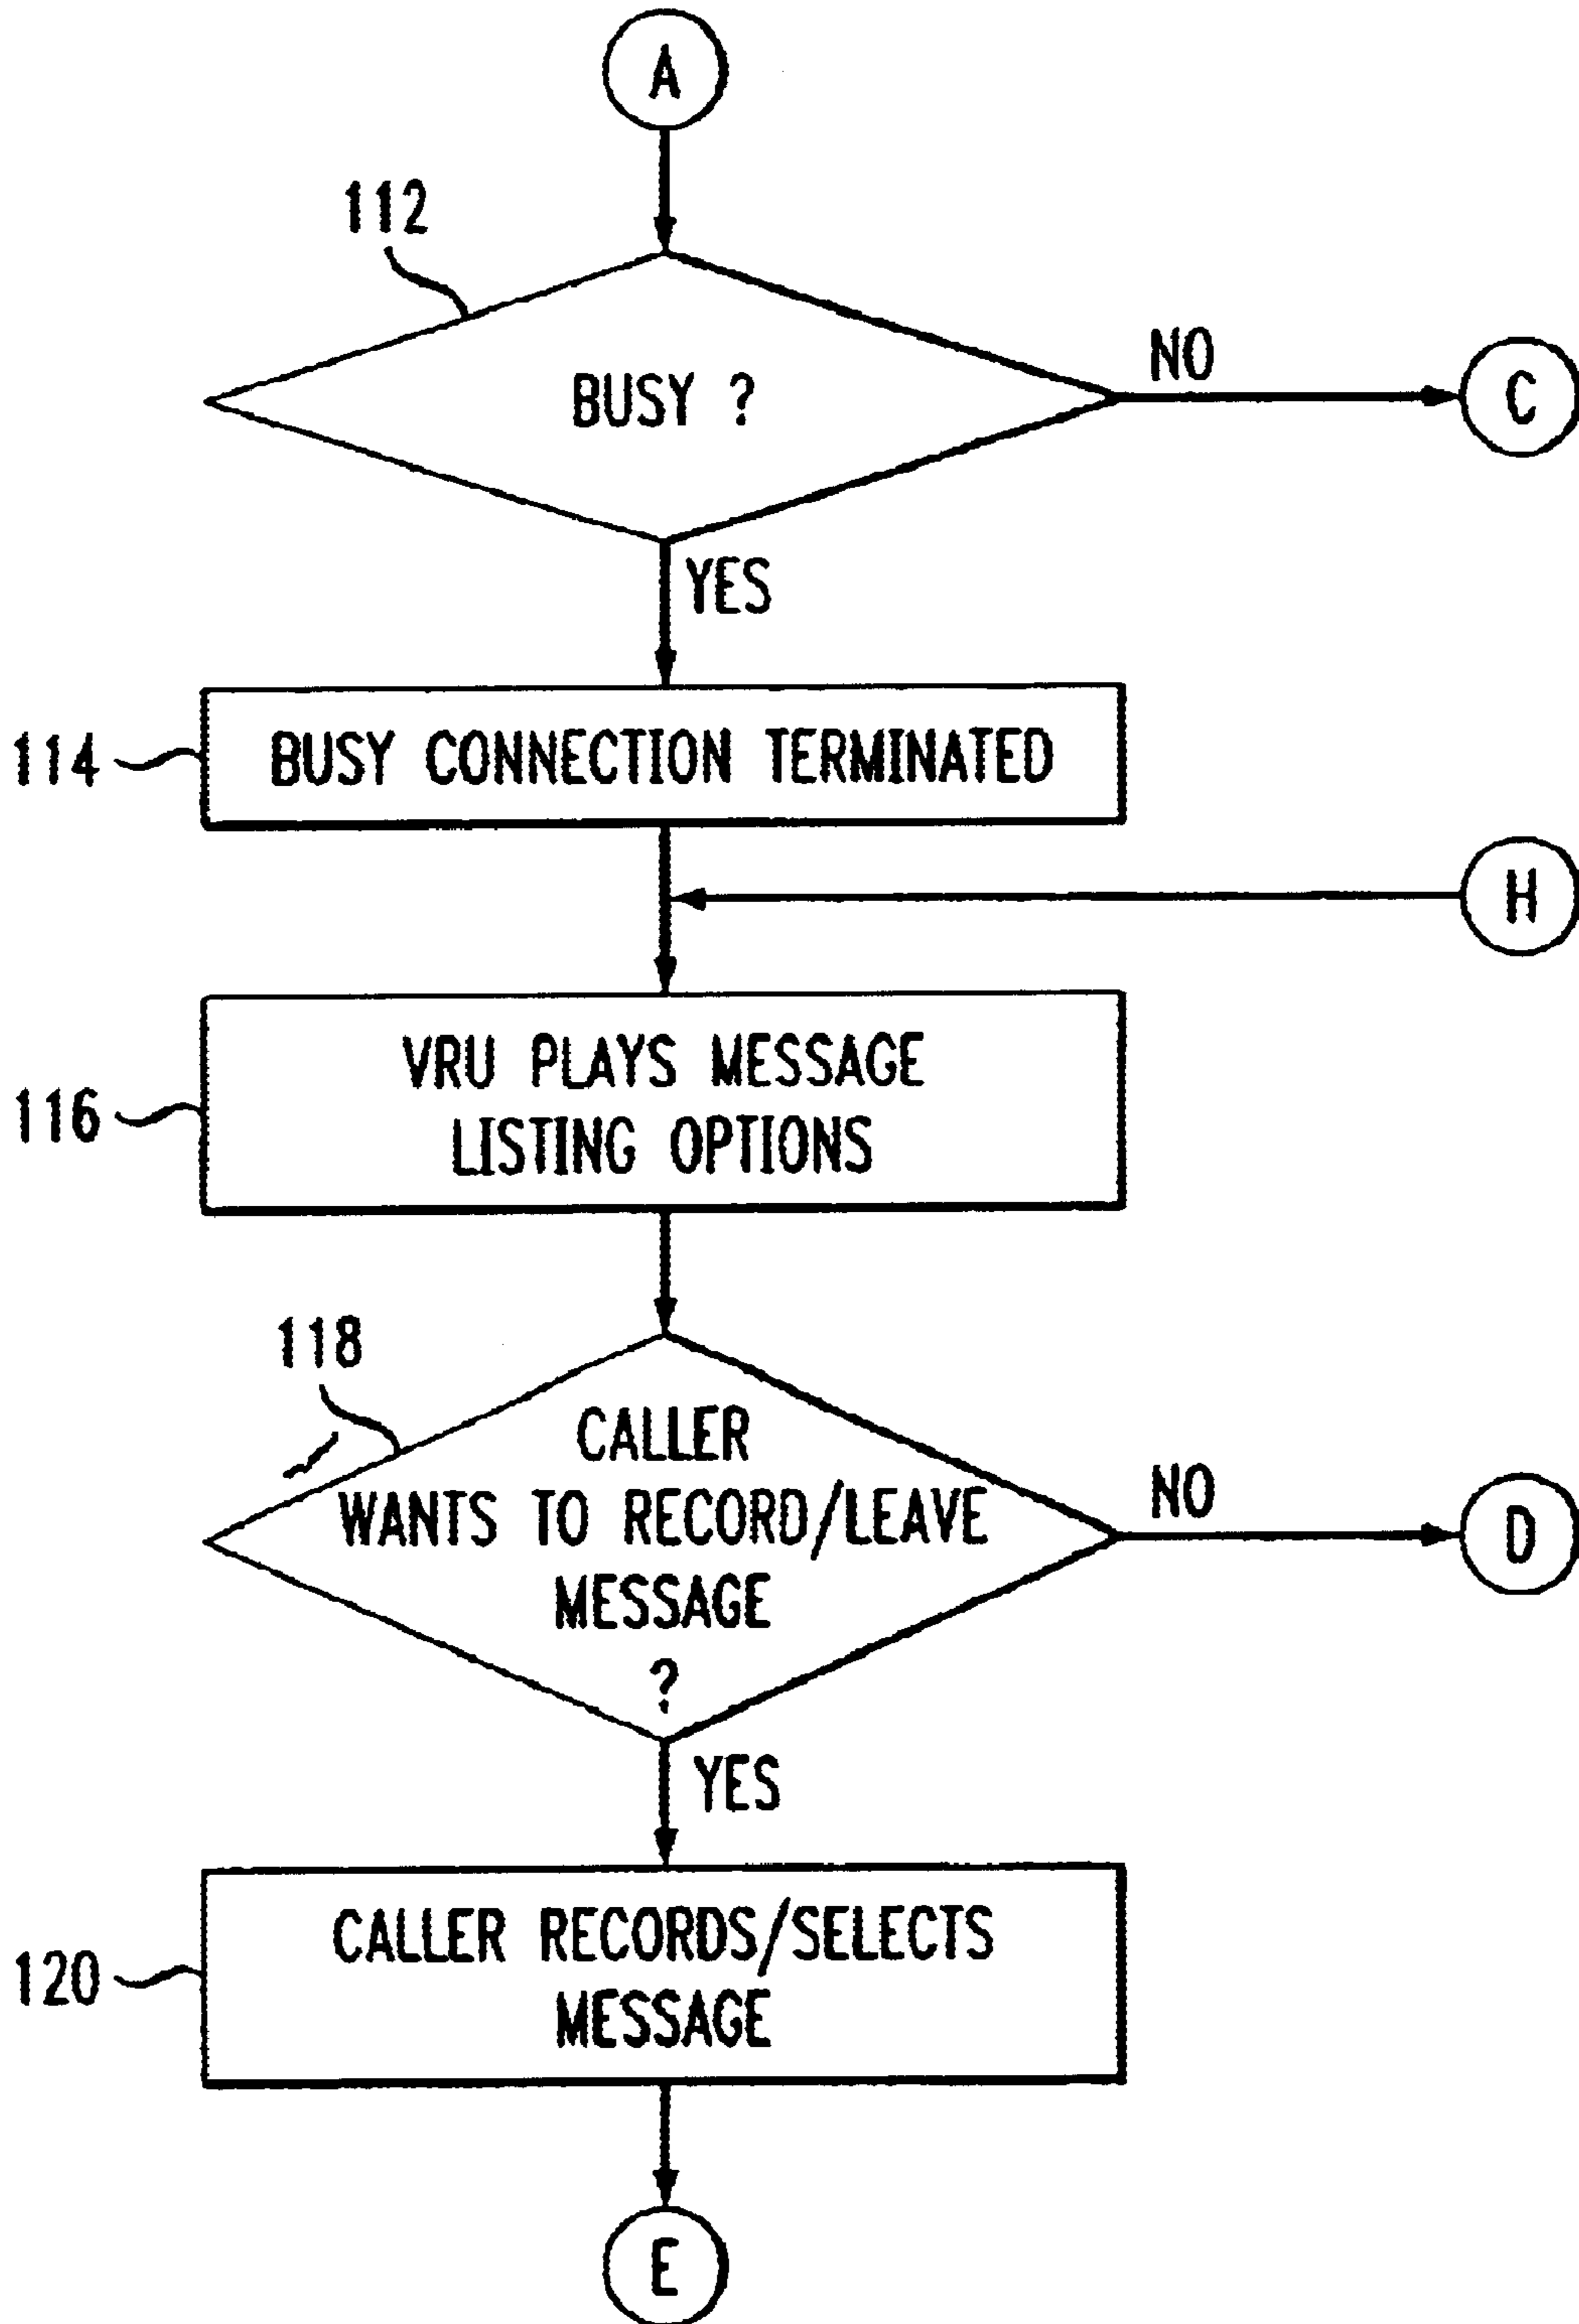 A
112
BUSY ?
NO
C
YES
114
BUSY CONNECTION TERMINATED
H
116
VRU PLAYS MESSAGE
LISTING OPTIONS
118
CALLER
WANTS TO RECORD/LEAVE
MESSAGE
?
NO
D
YES
120
CALLER RECORDS/SELECTS
MESSAGE
E